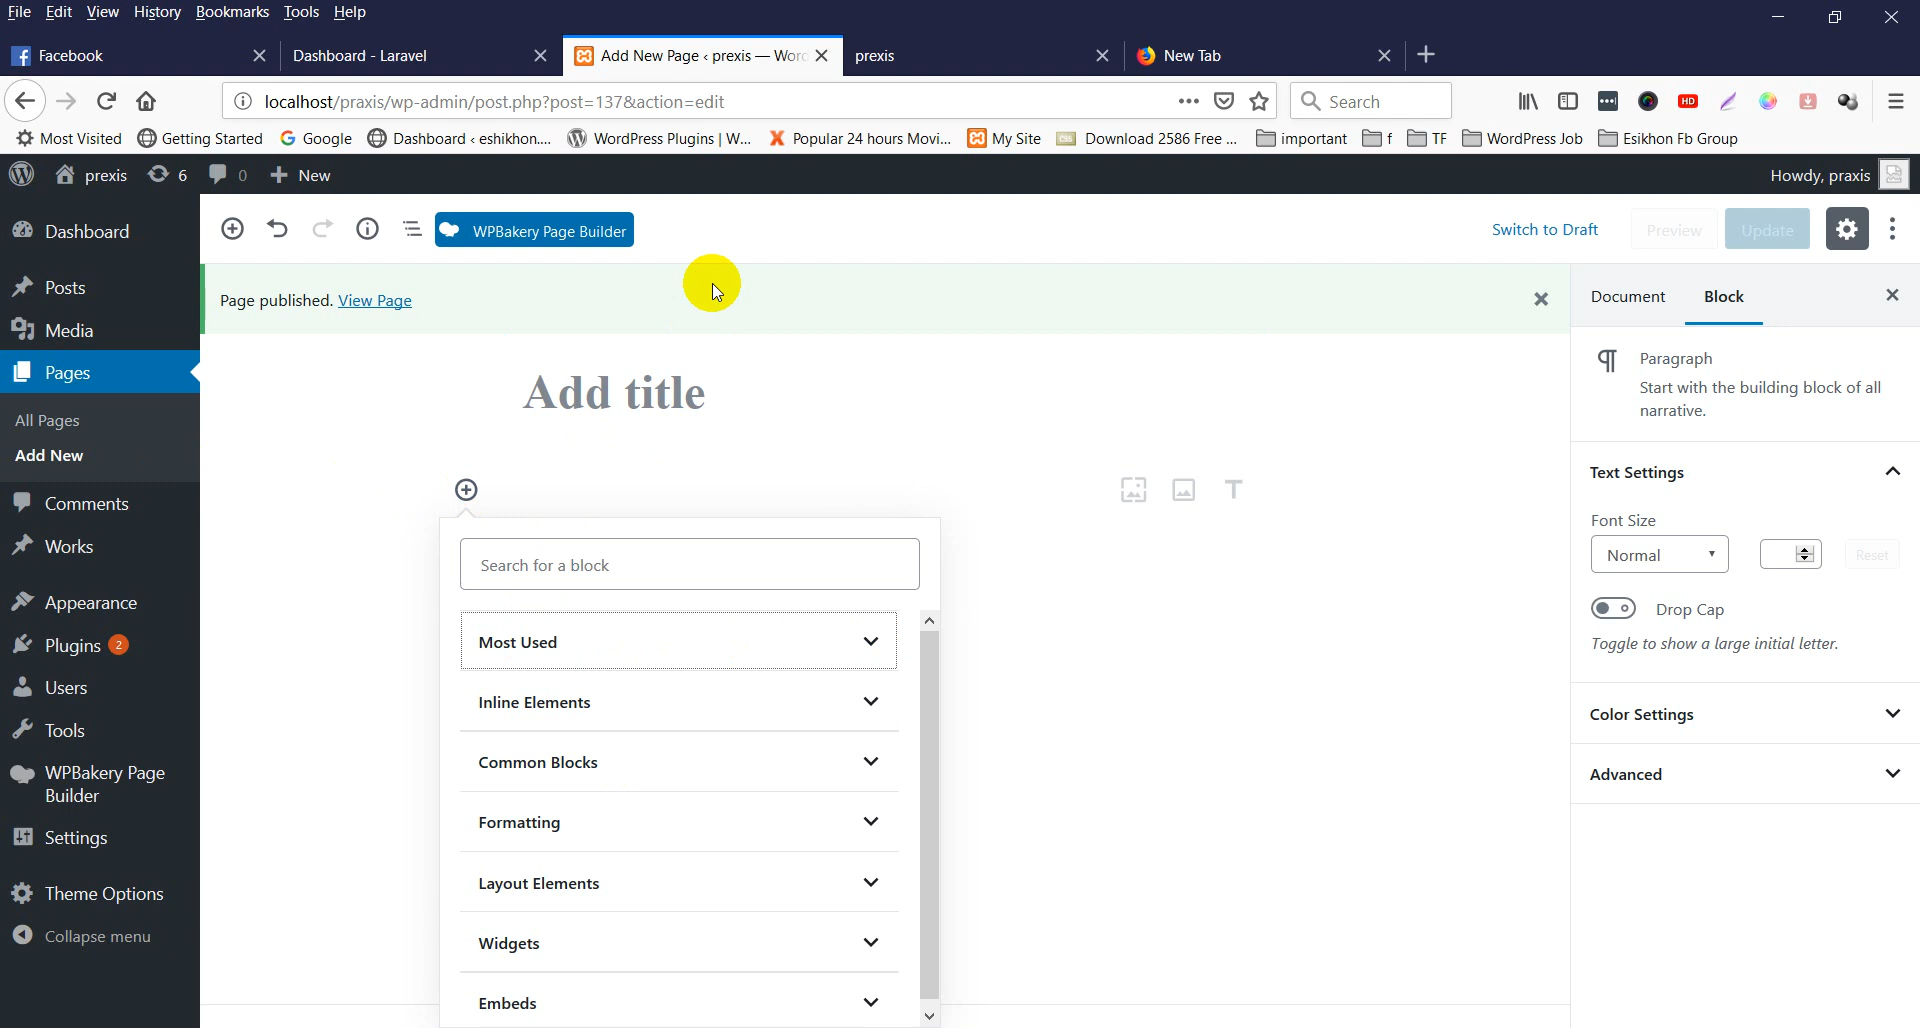 File Edit View History Bookmarks Tools Help
Facebook
Dashboard - Laravel
Add New Page ‹ prexis — Word
prexis
New Tab
localhost/praxis/wp-admin/post.php?post=137&action=edit
Search
HD
Most Visited
Getting Started
Google
Dashboard ‹ eshikhon....
WordPress Plugins | W...
Popular 24 hours Movi...
My Site
CSS
Download 2586 Free ...
important
f
TF
WordPress Job
Esikhon Fb Group
prexis
6
0
New
Howdy, praxis
Dashboard
Posts
Media
Pages
All Pages
Add New
Comments
Works
Appearance
Plugins 2
Users
Tools
WPBakery Page
Builder
Settings
Theme Options
Collapse menu
WPBakery Page Builder
Switch to Draft
Preview
Update
Page published. View Page
Add title
Search for a block
Most Used
Inline Elements
Common Blocks
Formatting
Layout Elements
Widgets
Embeds
Document
Block
Paragraph
Start with the building block of all
narrative.
Text Settings
Font Size
Normal
Reset
Drop Cap
Toggle to show a large initial letter.
Color Settings
Advanced